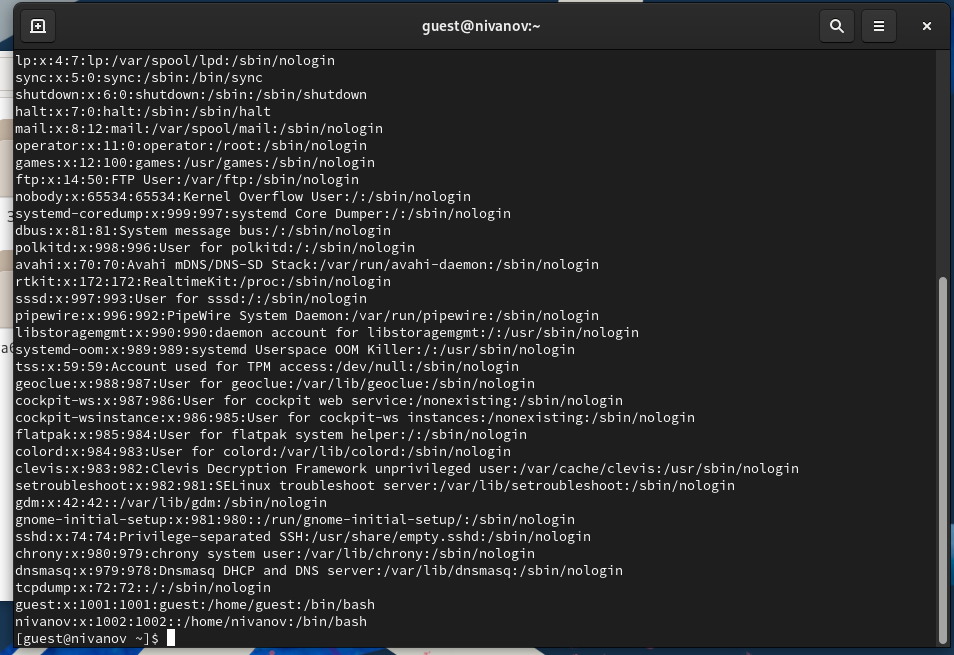 guest@nivanov:~
lp:x:4:7:lp:/var/spool/lpd:/sbin/nologin
sync:x:5:0:sync:/sbin:/bin/sync
shutdown:x:6:0:shutdown:/sbin:/sbin/shutdown
halt:x:7:0:halt:/sbin:/sbin/halt
mail:x:8:12:mail:/var/spool/mail:/sbin/nologin
operator:x:11:0:operator:/root:/sbin/nologin
games:x:12:100:games:/usr/games:/sbin/nologin
ftp:x:14:50:FTP User:/var/ftp:/sbin/nologin
nobody:x:65534:65534:Kernel Overflow User:/:/sbin/nologin
systemd-coredump:x:999:997:systemd Core Dumper:/:/sbin/nologin
dbus:x:81:81:System message bus:/:/sbin/nologin
polkitd:x:998:996:User for polkitd:/:/sbin/nologin
avahi:x:70:70:Avahi mDNS/DNS-SD Stack:/var/run/avahi-daemon:/sbin/nologin
rtkit:x:172:172:RealtimeKit:/proc:/sbin/nologin
sssd:x:997:993:User for sssd:/:/sbin/nologin
pipewire:x:996:992:PipeWire System Daemon:/var/run/pipewire:/sbin/nologin
libstoragemgmt:x:990:990:daemon account for libstoragemgmt:/:/usr/sbin/nologin
systemd-oom:x:989:989:systemd Userspace OOM Killer:/:/usr/sbin/nologin
tss:x:59:59:Account used for TPM access:/dev/null:/sbin/nologin
geoclue:x:988:987:User for geoclue:/var/lib/geoclue:/sbin/nologin
cockpit-ws:x:987:986:User for cockpit web service:/nonexisting:/sbin/nologin
cockpit-wsinstance:x:986:985:User for cockpit-ws instances:/nonexisting:/sbin/nologin
flatpak:x:985:984:User for flatpak system helper:/:/sbin/nologin
colord:x:984:983:User for colord:/var/lib/colord:/sbin/nologin
clevis:x:983:982:Clevis Decryption Framework unprivileged user:/var/cache/clevis:/usr/sbin/nologin
setroubleshoot:x:982:981:SELinux troubleshoot server:/var/lib/setroubleshoot:/sbin/nologin
gdm:x:42:42::/var/lib/gdm:/sbin/nologin
gnome-initial-setup:x:981:980::/run/gnome-initial-setup/:/sbin/nologin
sshd:x:74:74:Privilege-separated SSH:/usr/share/empty.sshd:/sbin/nologin
chrony:x:980:979:chrony system user:/var/lib/chrony:/sbin/nologin
dnsmasq:x:979:978:Dnsmasq DHCP and DNS server:/var/lib/dnsmasq:/sbin/nologin
tcpdump:x:72:72::/:/sbin/nologin
guest:x:1001:1001:guest:/home/guest:/bin/bash
nivanov:x:1002:1002::/home/nivanov:/bin/bash
[guest@nivanov ~]$